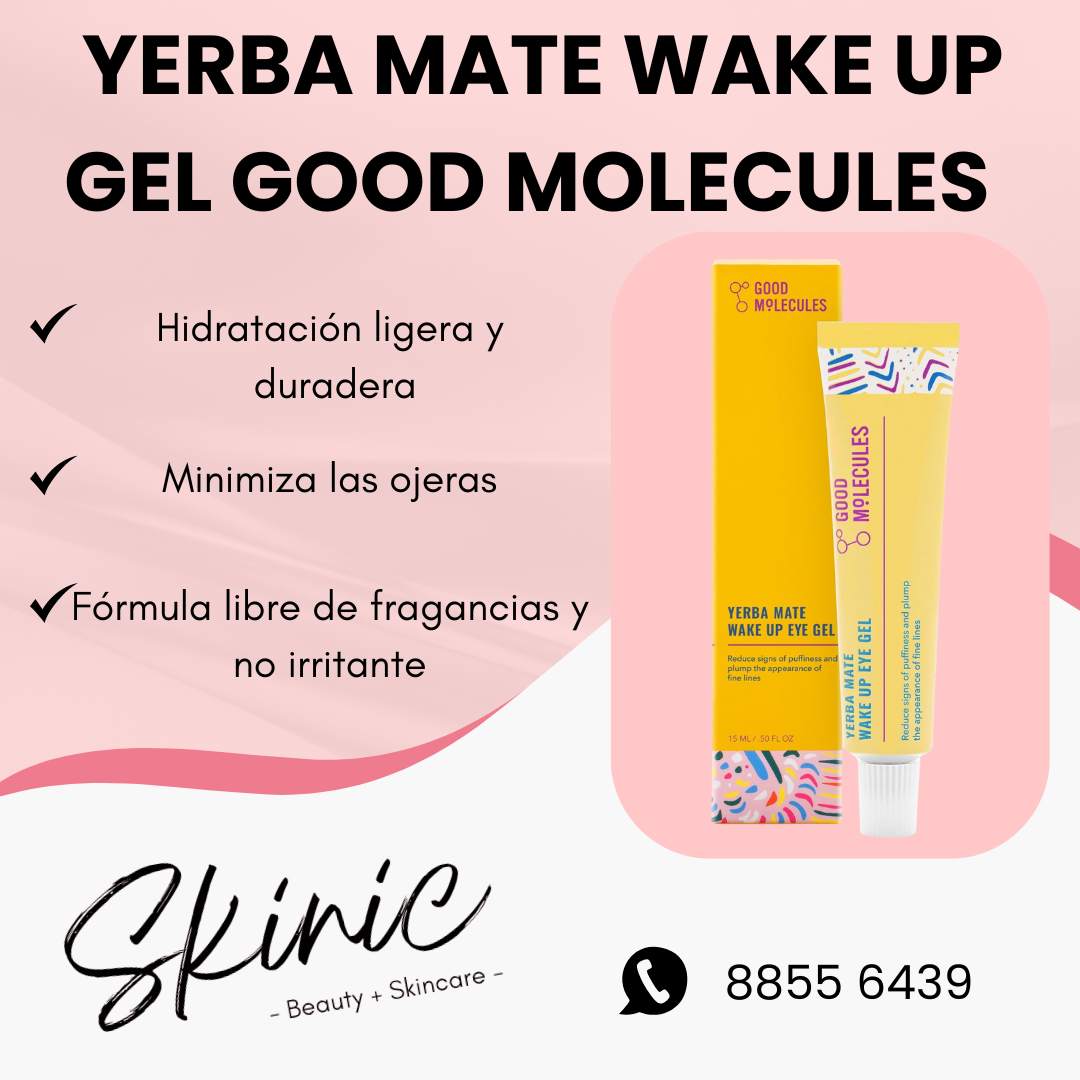 YERBA MATE WAKE UP
GEL GOOD MOLECULES
Hidratación ligera y
duradera
Minimiza las ojeras
Fórmula libre de fragancias y
no irritante
GOOD
MOLECULES
YERBA MATE
WAKE UP EYE GEL
Reduce signs of puffiness and
plump the appearance of
fine lines
15 ML / .50 FL OZ
GOOD
MOLECULES
YERBA MATE
WAKE UP EYE GEL
Reduce signs of puffiness and plump
the appearance of fine lines
Skinic
- Beauty + Skincare -
8855 6439